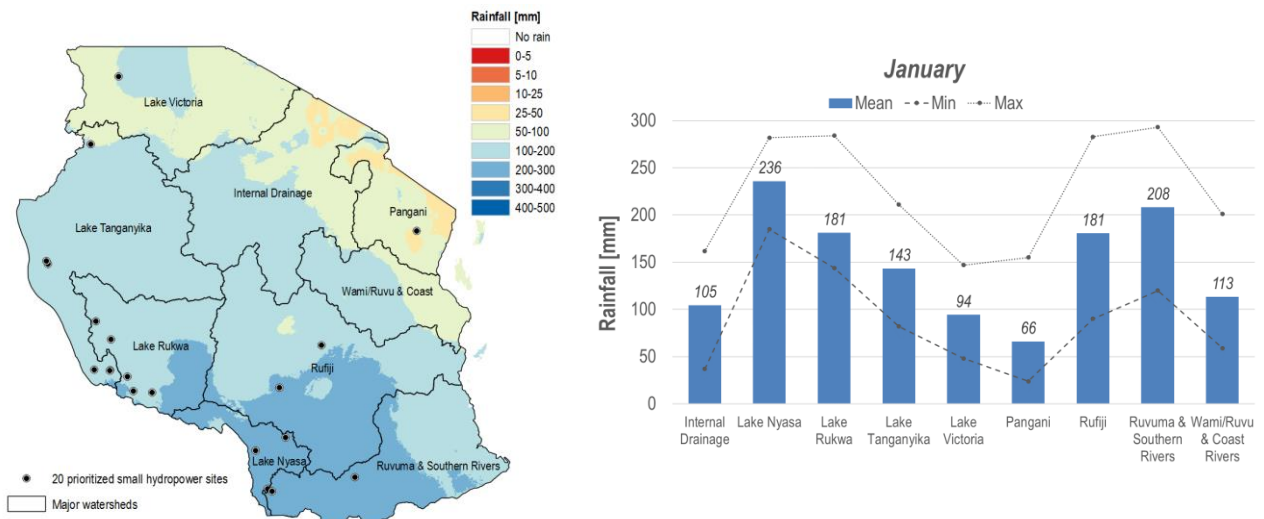 Rainfall [mm]
No rain
0-5
5-10
10-25
25-50
50-100
100-200
200-300
300-400
400-500
Lake Victoria
Internal Drainage
Pangani
Lake Tanganyika
Wami/Ruvu & Coast
Lake Rukwa
Rufiji
Lake Nyasa
Ruvuma & Southern Rivers
20 prioritized small hydropower sites
Major watersheds
January
Mean Min Max
Rainfall [mm]
300
250
200
150
100
50
0
105
236
181
143
94
66
181
208
113
Internal
Drainage
Lake Nyasa
Lake
Rukwa
Lake
Tanganyika
Lake
Victoria
Pangani
Rufiji
Ruvuma &
Southern
Rivers
Wami/Ruvu
& Coast
Rivers